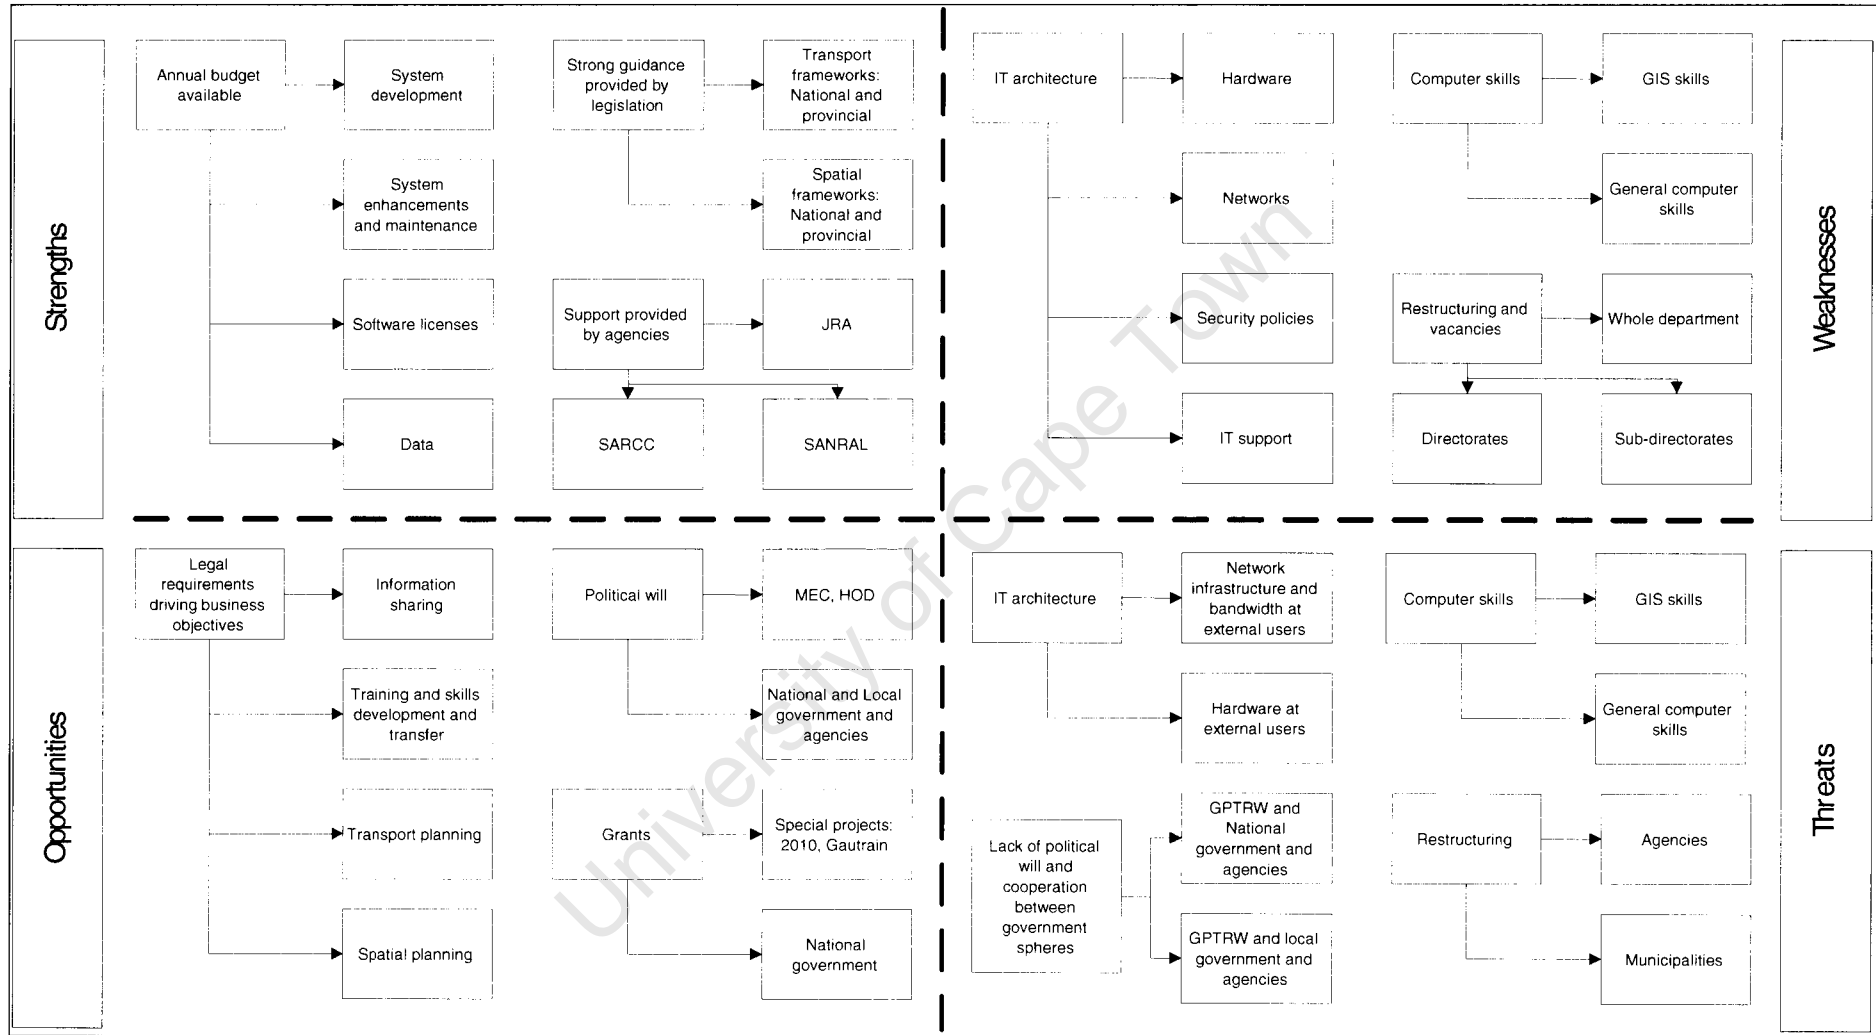 Strengths
Annual budget
available
System
development
System
enhancements
and maintenance
Software licenses
Data
Strong guidance
provided by
legislation
Transport
frameworks:
National and
provincial
Spatial
frameworks:
National and
provincial
Support provided
by agencies
JRA
SARCC
SANRAL
IT architecture
Hardware
Networks
Security policies
IT support
Computer skills
GIS skills
General computer
skills
Restructuring and
vacancies
Whole department
Directorates
Sub-directorates
Weaknesses
Opportunities
Legal
requirements
driving business
objectives
Information
sharing
Training and skills
development and
transfer
Transport planning
Spatial planning
Political will
MEC, HOD
National and Local
government and
agencies
Grants
Special projects:
2010, Gautrain
National
government
IT architecture
Network
infrastructure and
bandwidth at
external users
Hardware at
external users
Lack of political
will and
cooperation
between
government
spheres
GPTRW and
National
government and
agencies
GPTRW and local
government and
agencies
Computer skills
GIS skills
General computer
skills
Restructuring
Agencies
Municipalities
Threats
University of Cape Town